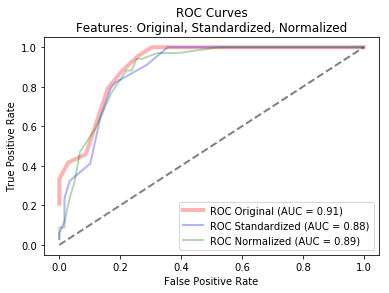 ROC Curves
Features: Original, Standardized, Normalized
True Positive Rate
1.0
0.8
0.6
0.4
0.2
0.0
ROC Original (AUC = 0.91)
ROC Standardized (AUC = 0.88)
ROC Normalized (AUC = 0.89)
0.0 0.2 0.4 0.6 0.8 1.0
False Positive Rate